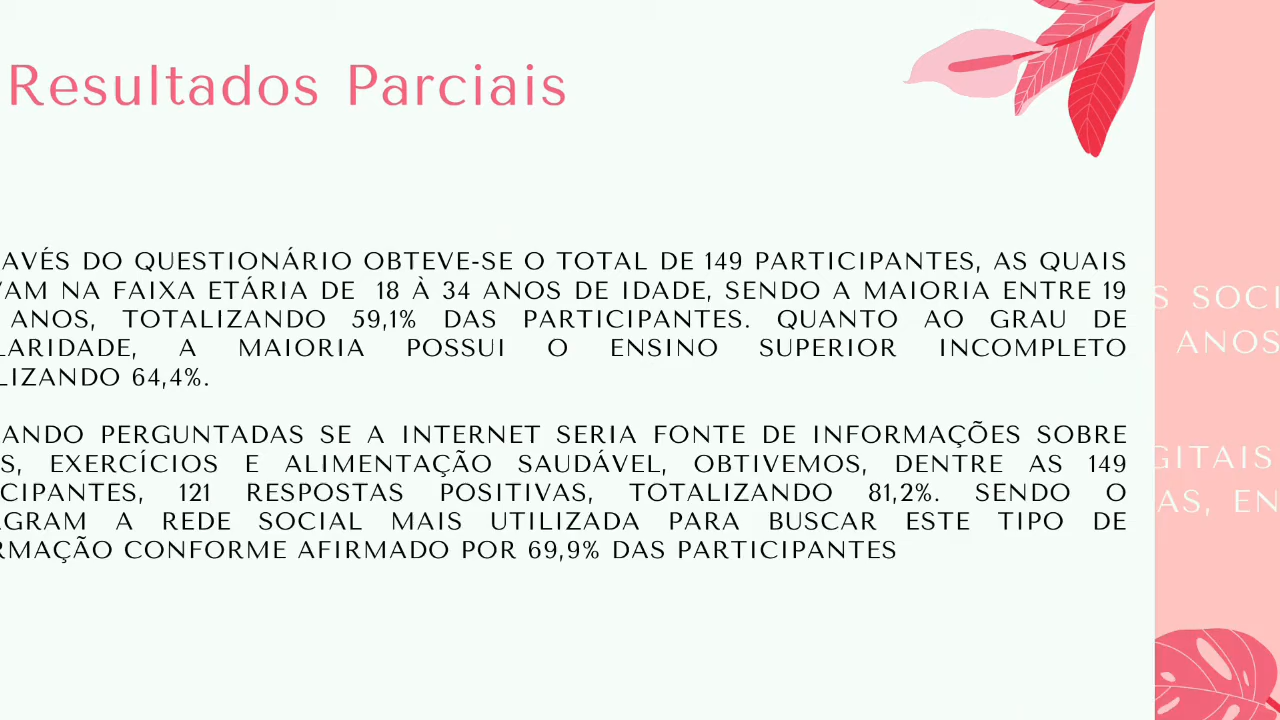 Resultados Parciais
AVÉS DO QUESTIONÁRIO OBTEVE-SE O TOTAL DE 149 PARTICIPANTES, AS QUAIS
VAM NA FAIXA ETÁRIA DE 18 À 34 ANOS DE IDADE, SENDO A MAIORIA ENTRE 19
ANOS, TOTALIZANDO 59,1% DAS PARTICIPANTES. QUANTO AO GRAU DE
LARIDADE, A MAIORIA POSSUI O ENSINO SUPERIOR INCOMPLETO
LIZANDO 64,4%.
ANDO PERGUNTADAS SE A INTERNET SERIA FONTE DE INFORMAÇÕES SOBRE
S, EXERCÍCIOS E ALIMENTAÇÃO SAUDÁVEL, OBTIVEMOS, DENTRE AS 149
CIPANTES, 121 RESPOSTAS POSITIVAS, TOTALIZANDO 81,2%. SENDO O
AGRAM A REDE SOCIAL MAIS UTILIZADA PARA BUSCAR ESTE TIPO DE
RMAÇÃO CONFORME AFIRMADO POR 69,9% DAS PARTICIPANTES
S SOCI
ANOS
GITAIS
AS, EN